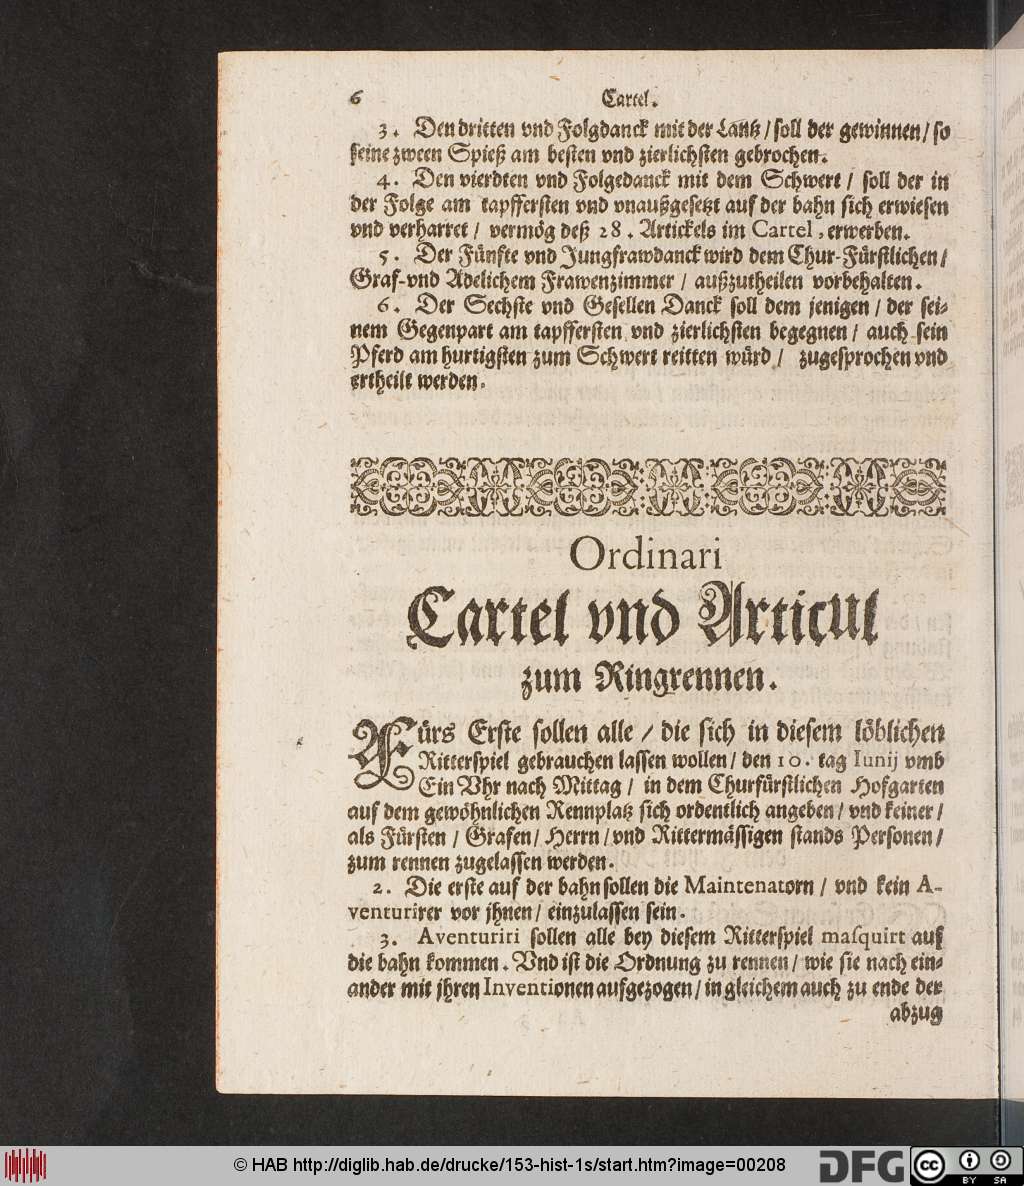 6 Cartel.
3. Den dritten vnd Folgdanck mit der Lantz / soll der gewinnen / so
seine zween Spieß am besten vnd zierlichsten gebrochen.
4. Den vierdten vnd Folgedanck mit dem Schwert / soll der in
der Folge am tapffersten vnd vnaußgesetzt auf der bahn sich erwiesen
vnd verharret / vermög deß 28. Artickels im Cartel, erwerben.
5. Der Fünfte vnd Jungfrawdanck wird dem Chur-Fürstlichen /
Graf- vnd Adelichem Frawenzimmer / außzutheilen vorbehalten.
6. Der Sechste vnd Gesellen Danck soll dem jenigen / der sei-
nem Gegenpart am tapffersten vnd zierlichsten begegnen / auch sein
Pferd am hurtigsten zum Schwert reitten würd / zugesprochen vnd
ertheilt werden.
Ordinari
Cartel vnd Articul
zum Ringrennen.
Fürs Erste sollen alle / die sich in diesem löblichen
Ritterspiel gebrauchen lassen wollen / den 10. tag Iunij vmb
Ein Vhr nach Mittag / in dem Churfürstlichen Hofgarten
auf dem gewöhnlichen Rennplatz sich ordentlich angeben / vnd keiner /
als Fürsten / Grafen / Herrn / vnd Rittermässigen stands Personen /
zum rennen zugelassen werden.
2. Die erste auf der bahn sollen die Maintenatorn / vnd kein A-
venturirer vor jhnen / einzulassen sein.
3. Aventuriri sollen alle bey diesem Ritterspiel masquirt auf
die bahn kommen. Vnd ist die Ordnung zu rennen / wie sie nach ein-
ander mit jhren Inventionen aufgezogen / in gleichem auch zu ende der
abzug
© HAB http://diglib.hab.de/drucke/153-hist-1s/start.htm?image=00208
DFG
cc BY SA